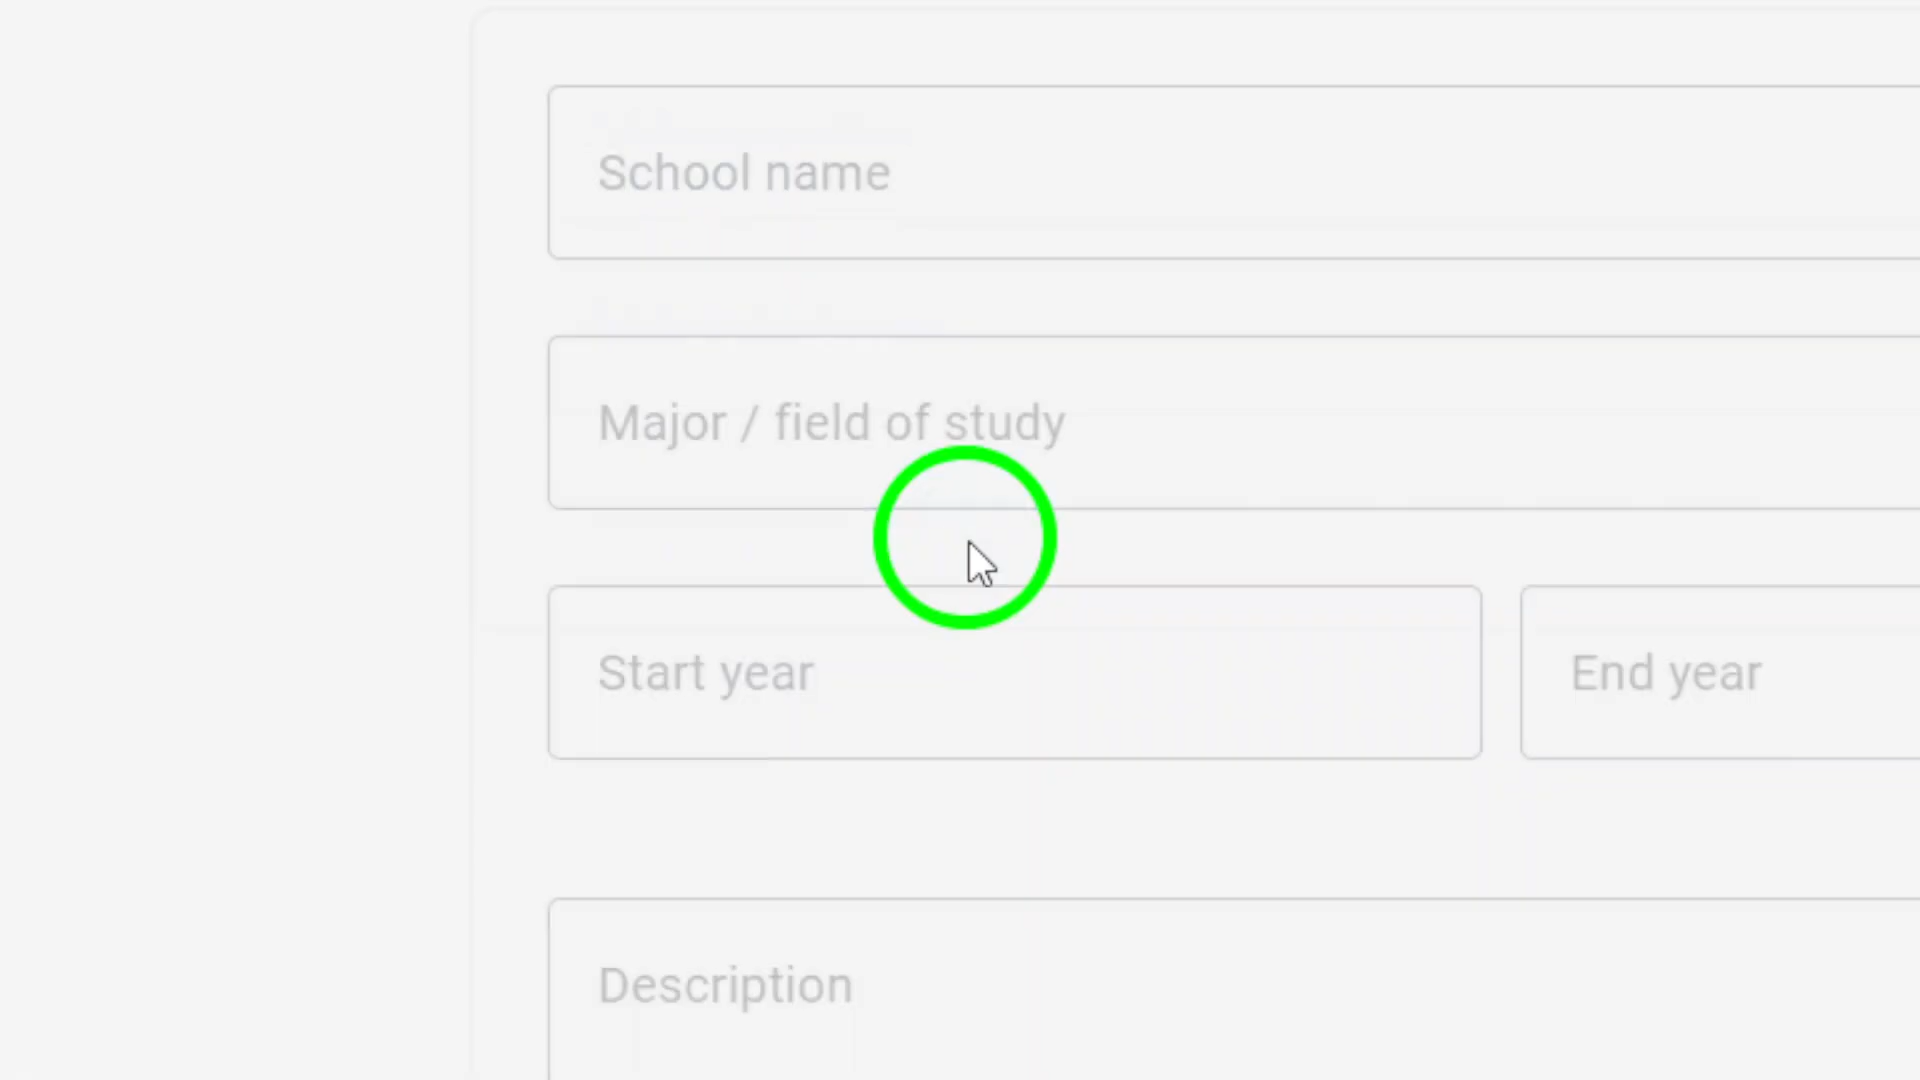 School name
Major / field of study
Start year
End year
Description